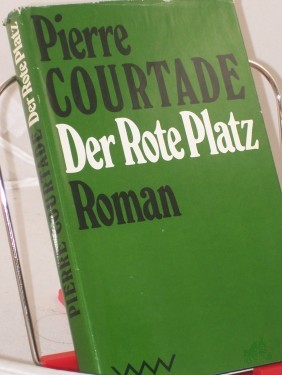 Pierre
COURTADE
Der Rote Platz
Roman
PIERRE COURTADE Der Rote Platz